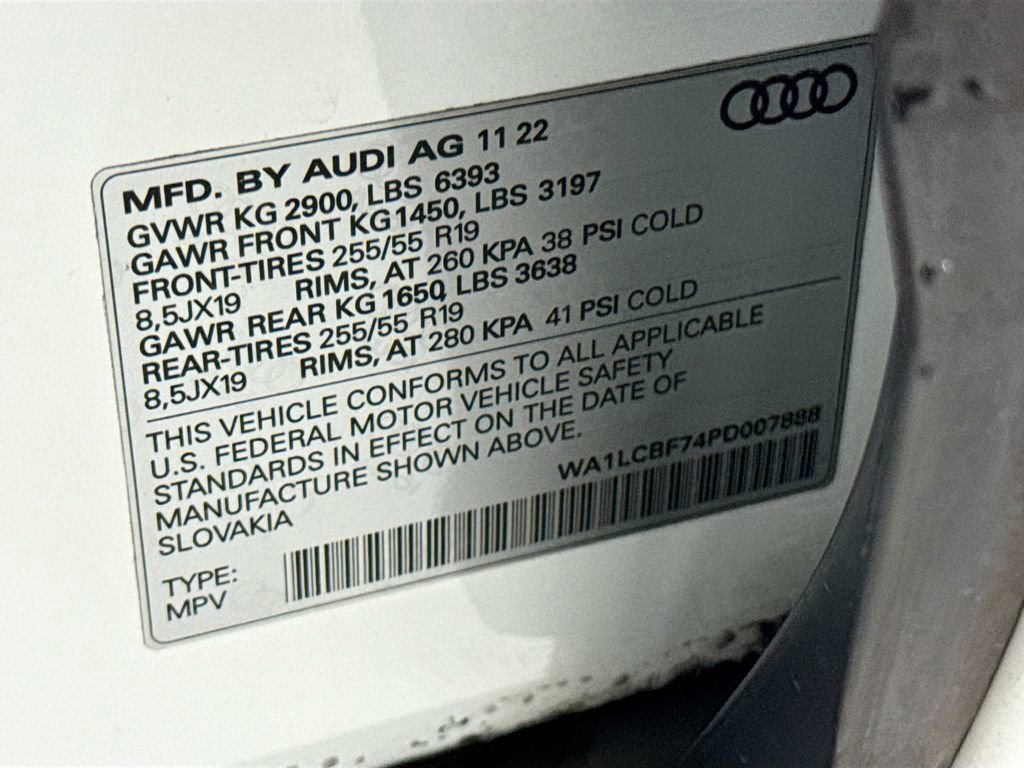 MFD. BY AUDI AG 11 22
GVWR KG 2900, LBS 6393
GAWR FRONT KG1450, LBS 3197
FRONT-TIRES 255/55 R19
8,5JX19 RIMS, AT 260 KPA 38 PSI COLD
GAWR REAR KG 1650, LBS 3638
REAR-TIRES 255/55 R19
8,5JX19 RIMS, AT 280 KPA 41 PSI COLD
THIS VEHICLE CONFORMS TO ALL APPLICABLE
U.S. FEDERAL MOTOR VEHICLE SAFETY
STANDARDS IN EFFECT ON THE DATE OF
MANUFACTURE SHOWN ABOVE.
SLOVAKIA
WA1LCBF74PD007888
TYPE:
MPV